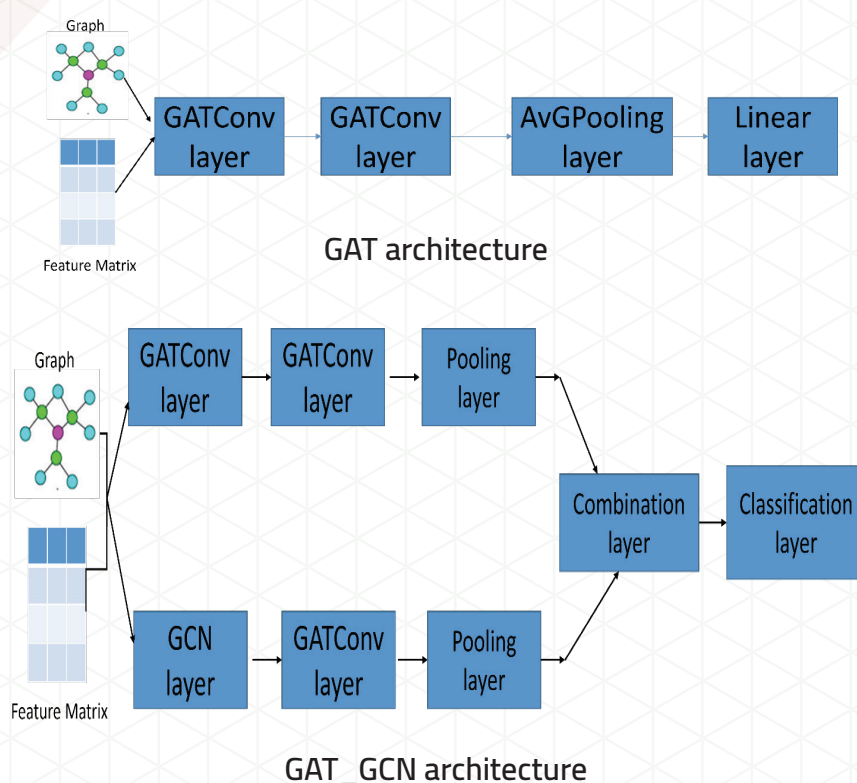 Graph
GATConv
layer
GATConv
layer
AvGPooling
layer
Linear
layer
Feature Matrix
GAT architecture
Graph
GATConv
layer
GATConv
layer
Pooling
layer
Combination
layer
Classification
layer
GCN
layer
GATConv
layer
Pooling
layer
Feature Matrix
GAT_GCN architecture